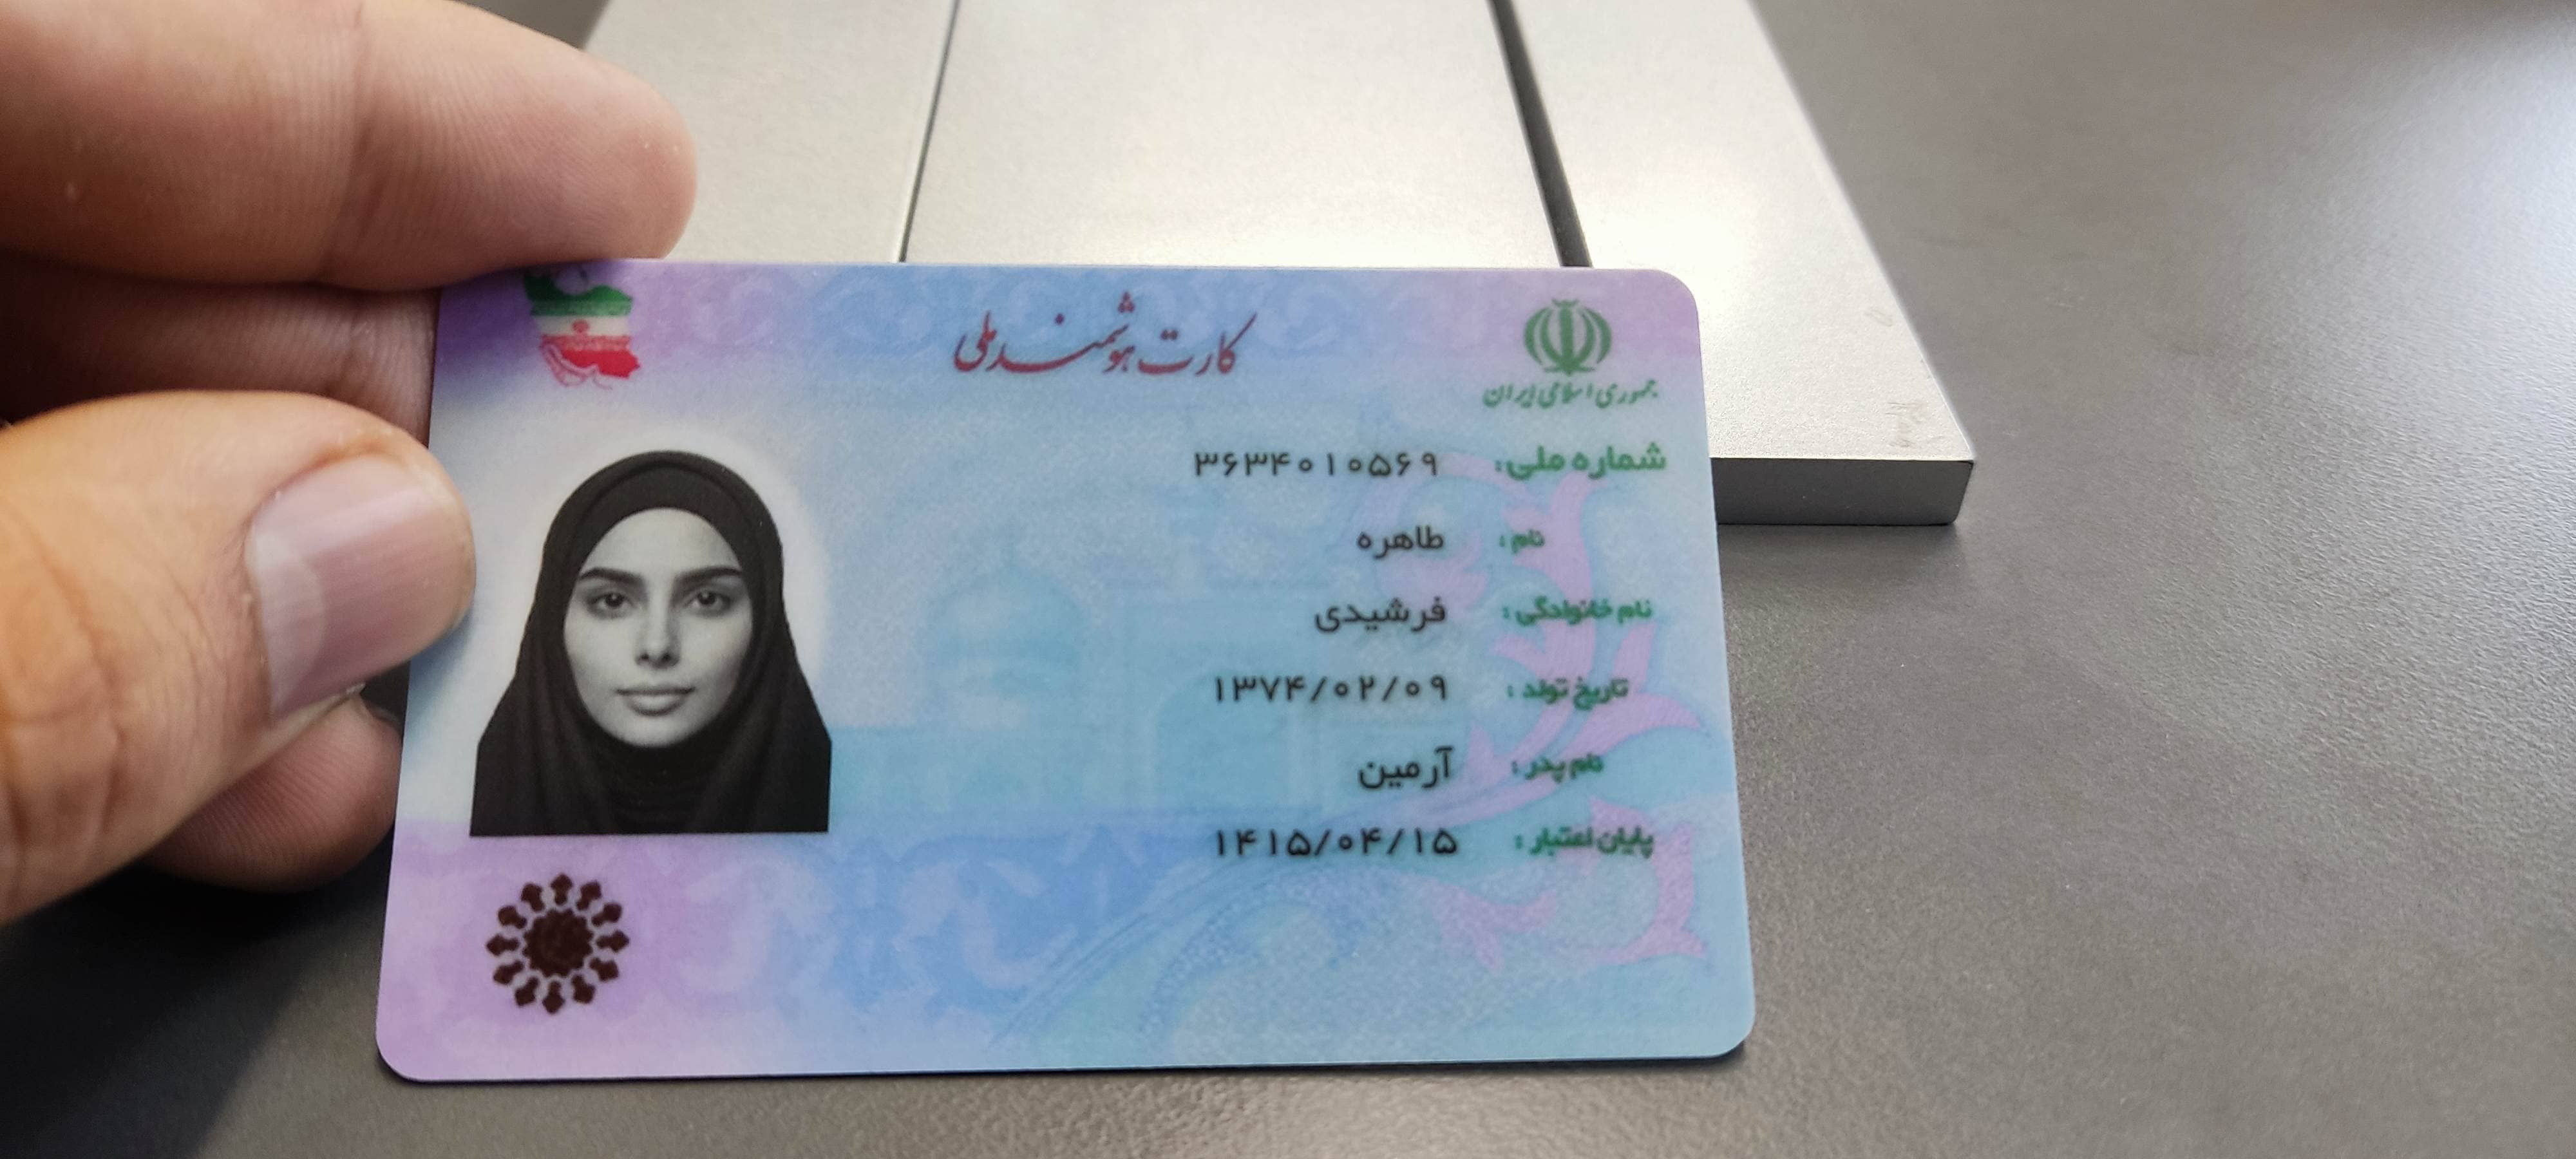 کارت هوشمند ملی
جمهوری اسلامی ایران
شماره ملی: ۳۶۳۴۰۱۰۵۶۹
نام: طاهره
نام خانوادگی: فرشیدی
تاریخ تولد: ۱۳۷۴/۰۲/۰۹
نام پدر: آرمین
پایان اعتبار: ۱۴۱۵/۰۴/۱۵